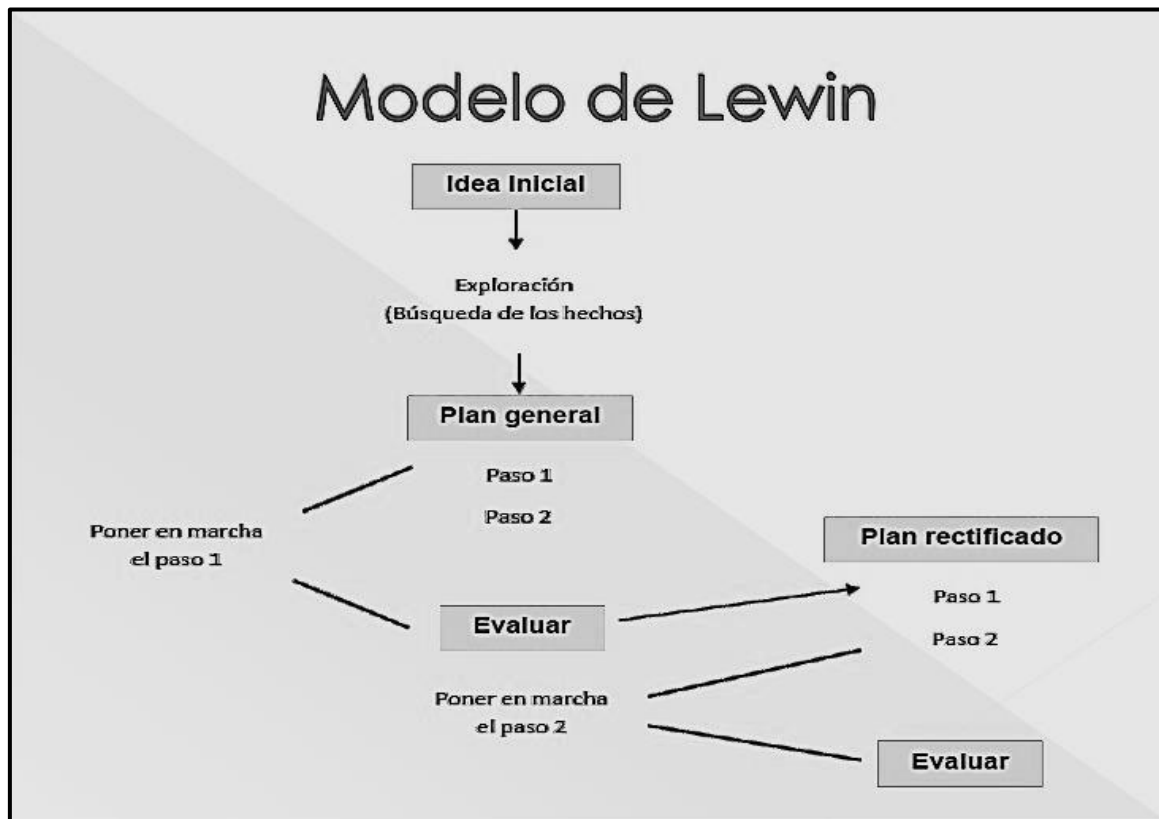 Modelo de Lewin
Idea Inicial
Exploración
(Búsqueda de los hechos)
Plan general
Paso 1
Paso 2
Poner en marcha
el paso 1
Evaluar
Plan rectificado
Paso 1
Paso 2
Poner en marcha
el paso 2
Evaluar